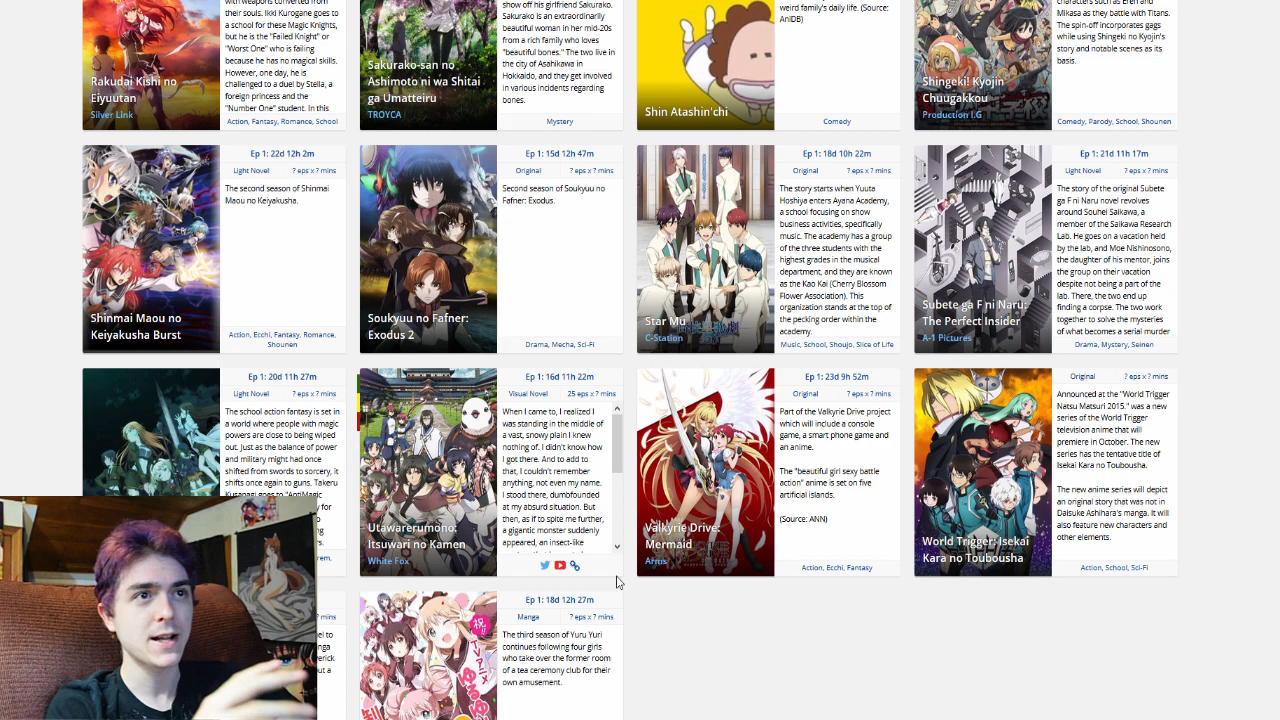 with weapons converted from
their souls. Ikki Kurogane goes to
a school for these Magic Knights,
but he is the "Failed Knight" or
"Worst One" who is failing
because he has no magical skills.
However, one day, he is
challenged to a duel by Stella, a
foreign princess and the
"Number One" student. In this
Rakudai Kishi no
Eiyuutan
Silver Link
Action, Fantasy, Romance, School
show off his girlfriend Sakurako.
Sakurako is an extraordinarily
beautiful woman in her mid-20s
from a rich family who loves
"beautiful bones." The two live in
the city of Asahikawa in
Hokkaido, and they get involved
in various incidents regarding
bones.
Sakurako-san no
Ashimoto ni wa Shitai
ga Umatteiru
TROYCA
Mystery
weird family's daily life. (Source:
AniDB)
Shin Atashin'chi
Comedy
characters such as Eren and
Mikasa as they battle with Titans.
The spin-off incorporates gags
while using Shingeki no Kyojin's
story and notable scenes as its
basis.
Shingeki! Kyojin
Chuugakkou
Production I.G
Comedy, Parody, School, Shounen
Ep 1: 22d 12h 2m
Light Novel ? eps x ? mins
The second season of Shinmai
Maou no Keiyakusha.
Shinmai Maou no
Keiyakusha Burst
Action, Ecchi, Fantasy, Romance,
Shounen
Ep 1: 15d 12h 47m
Original ? eps x ? mins
Second season of Soukyuu no
Fafner: Exodus.
Soukyuu no Fafner:
Exodus 2
Drama, Mecha, Sci-Fi
Ep 1: 18d 10h 22m
Original ? eps x ? mins
The story starts when Yuuta
Hoshiya enters Ayana Academy,
a school focusing on show
business activities, specifically
music. The academy has a group
of the three students with the
highest grades in the musical
department, and they are known
as the Kao Kai (Cherry Blossom
Flower Association). This
organization stands at the top of
the pecking order within the
academy.
Star Mu
C-Station
Music, School, Shoujo, Slice of Life
Ep 1: 21d 11h 17m
Light Novel ? eps x ? mins
The story of the original Subete
ga F ni Naru novel revolves
around Souhei Saikawa, a
member of the Saikawa Research
Lab. He goes on a vacation held
by the lab, and Moe Nishinosono,
the daughter of his mentor, joins
the group on their vacation
despite not being a part of the
lab. There, the two end up
finding a corpse. The two work
together to solve the mysteries
of what becomes a serial murder
Subete ga F ni Naru:
The Perfect Insider
A-1 Pictures
Drama, Mystery, Seinen
Ep 1: 20d 11h 27m
Light Novel ? eps x ? mins
The school action fantasy is set in
a world where people with magic
powers are close to being wiped
out. Just as the balance of power
and military might had once
shifted from swords to sorcery, it
shifts once again to guns. Takeru
Kusanagi goes to "AntiMagic
Ep 1: 16d 11h 22m
Visual Novel 25 eps x ? mins
When I came to, I realized I
was standing in the middle of
a vast, snowy plain I knew
nothing of. I didn't know how
I got there. And to add to
that, I couldn't remember
anything, not even my name.
I stood there, dumbfounded
at my absurd situation. But
then, as if to spite me further,
a gigantic monster suddenly
appeared, an insect-like
Utawarerumono:
Itsuwari no Kamen
White Fox
Ep 1: 23d 9h 52m
Original ? eps x ? mins
Part of the Valkyrie Drive project
which will include a console
game, a smart phone game and
an anime.
The "beautiful girl sexy battle
action" anime is set on five
artificial islands.
(Source: ANN)
Valkyrie Drive:
Mermaid
Arms
Action, Ecchi, Fantasy
Original ? eps x ? mins
Announced at the "World Trigger
Natsu Matsuri 2015." was a new
series of the World Trigger
television anime that will
premiere in October. The new
series has the tentative title of
Isekai Kara no Toubousha.
The new anime series will depict
an original story that was not in
Daisuke Ashihara's manga. It will
also feature new characters and
other elements.
World Trigger: Isekai
Kara no Toubousha
Action, School, Sci-Fi
Ep 1: 18d 12h 27m
Manga ? eps x ? mins
The third season of Yuru Yuri
continues following four girls
who take over the former room
of a tea ceremony club for their
own amusement.